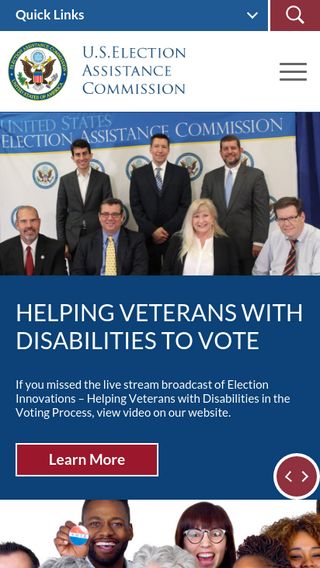 Quick Links
U.S.Election
Assistance
Commission
United States
Election Assistance Commission
HELPING VETERANS WITH
DISABILITIES TO VOTE
If you missed the live stream broadcast of Election
Innovations – Helping Veterans with Disabilities in the
Voting Process, view video on our website.
Learn More